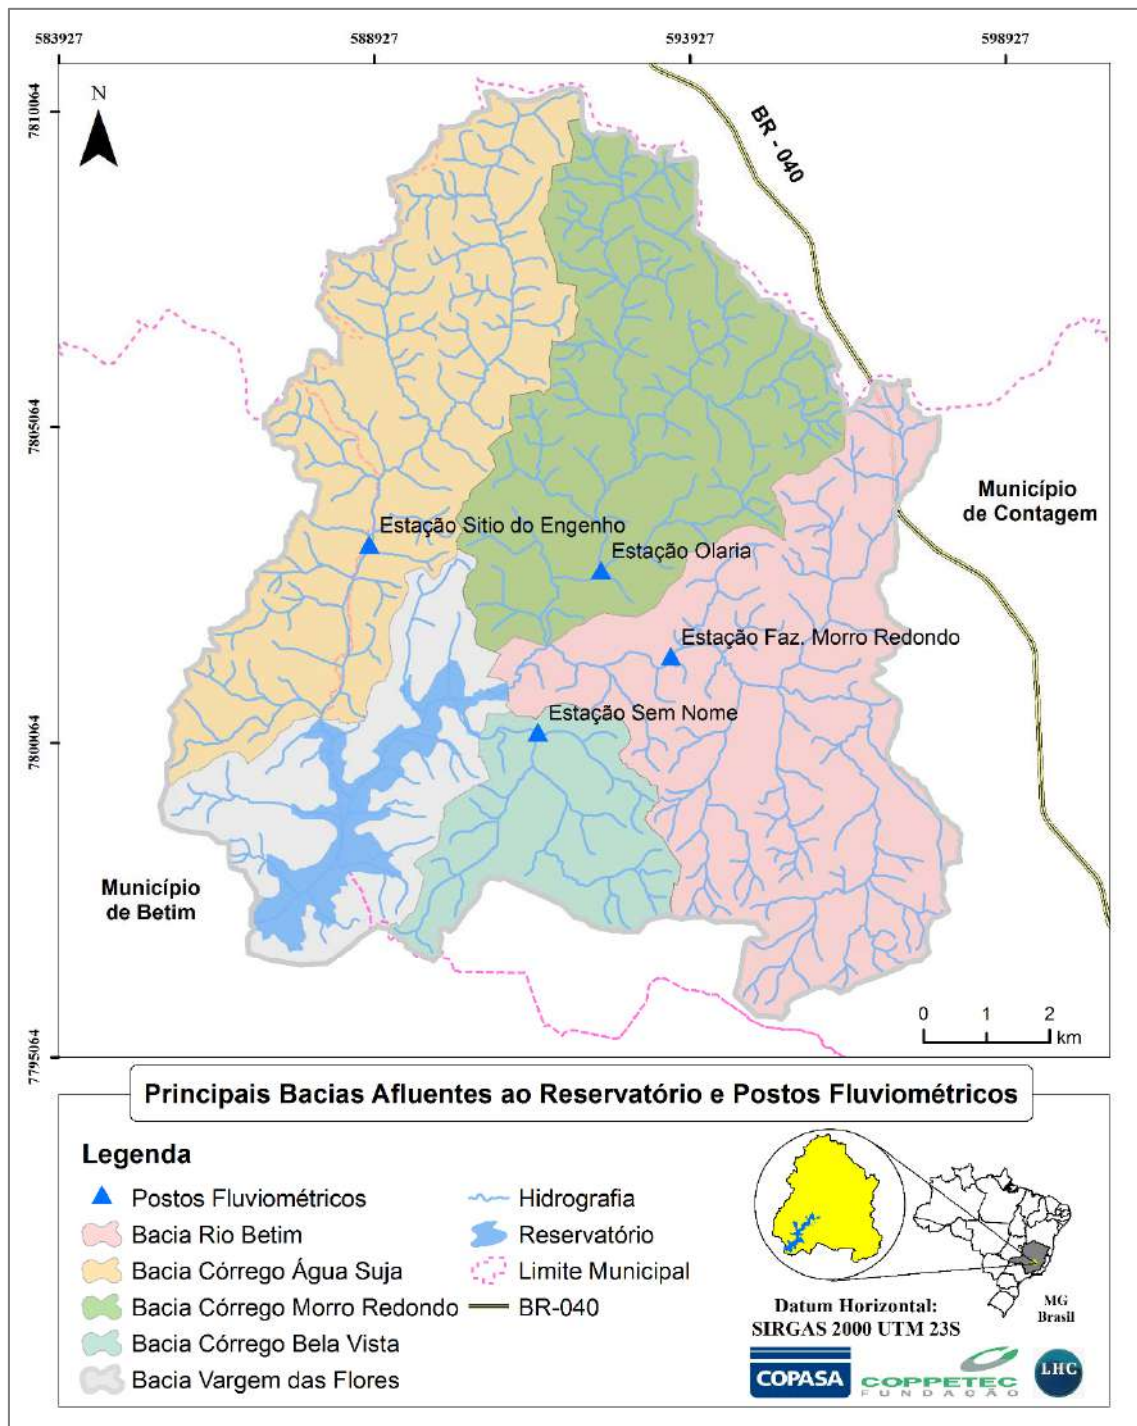 583927
588927
593927
598927
7810064
7805064
7800064
7795064
N
BR - 040
Município
de Contagem
Estação Sitio do Engenho
Estação Olaria
Estação Faz. Morro Redondo
Estação Sem Nome
Município
de Betim
0 1 2
km
Principais Bacias Afluentes ao Reservatório e Postos Fluviométricos
Legenda
Postos Fluviométricos
Bacia Rio Betim
Bacia Córrego Água Suja
Bacia Córrego Morro Redondo
Bacia Córrego Bela Vista
Bacia Vargem das Flores
Hidrografia
Reservatório
Limite Municipal
BR-040
MG
Brasil
Datum Horizontal:
SIRGAS 2000 UTM 23S
COPASA
COPPETEC
FUNDAÇÃO
LHC